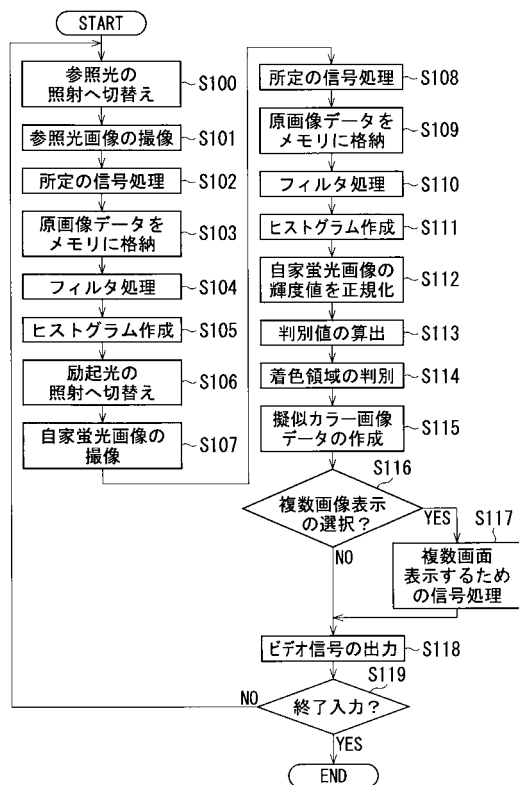 START
参照光の
照射へ切替え
S100
参照光画像の撮像
S101
所定の信号処理
S102
原画像データを
メモリに格納
S103
フィルタ処理
S104
ヒストグラム作成
S105
励起光の
照射へ切替え
S106
自家蛍光画像の
撮像
S107
所定の信号処理
S108
原画像データを
メモリに格納
S109
フィルタ処理
S110
ヒストグラム作成
S111
自家蛍光画像の
輝度値を正規化
S112
判別値の算出
S113
着色領域の判別
S114
擬似カラー画像
データの作成
S115
S116
複数画像表示
の選択?
YES
NO
S117
複数画面
表示するため
の信号処理
ビデオ信号の出力
S118
S119
終了入力?
NO
YES
END